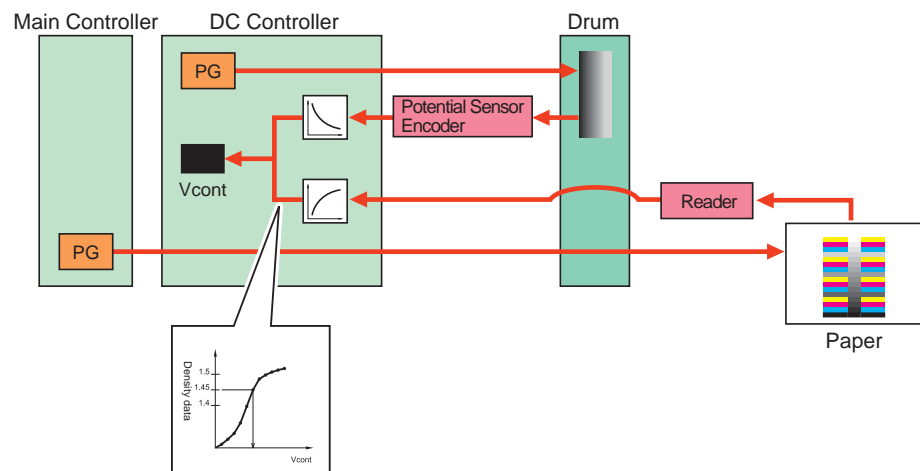 Main Controller
DC Controller
Drum
PG
Potential Sensor
Encoder
Vcont
Reader
PG
Paper
Density data
1.5
1.45
1.4
Vcont